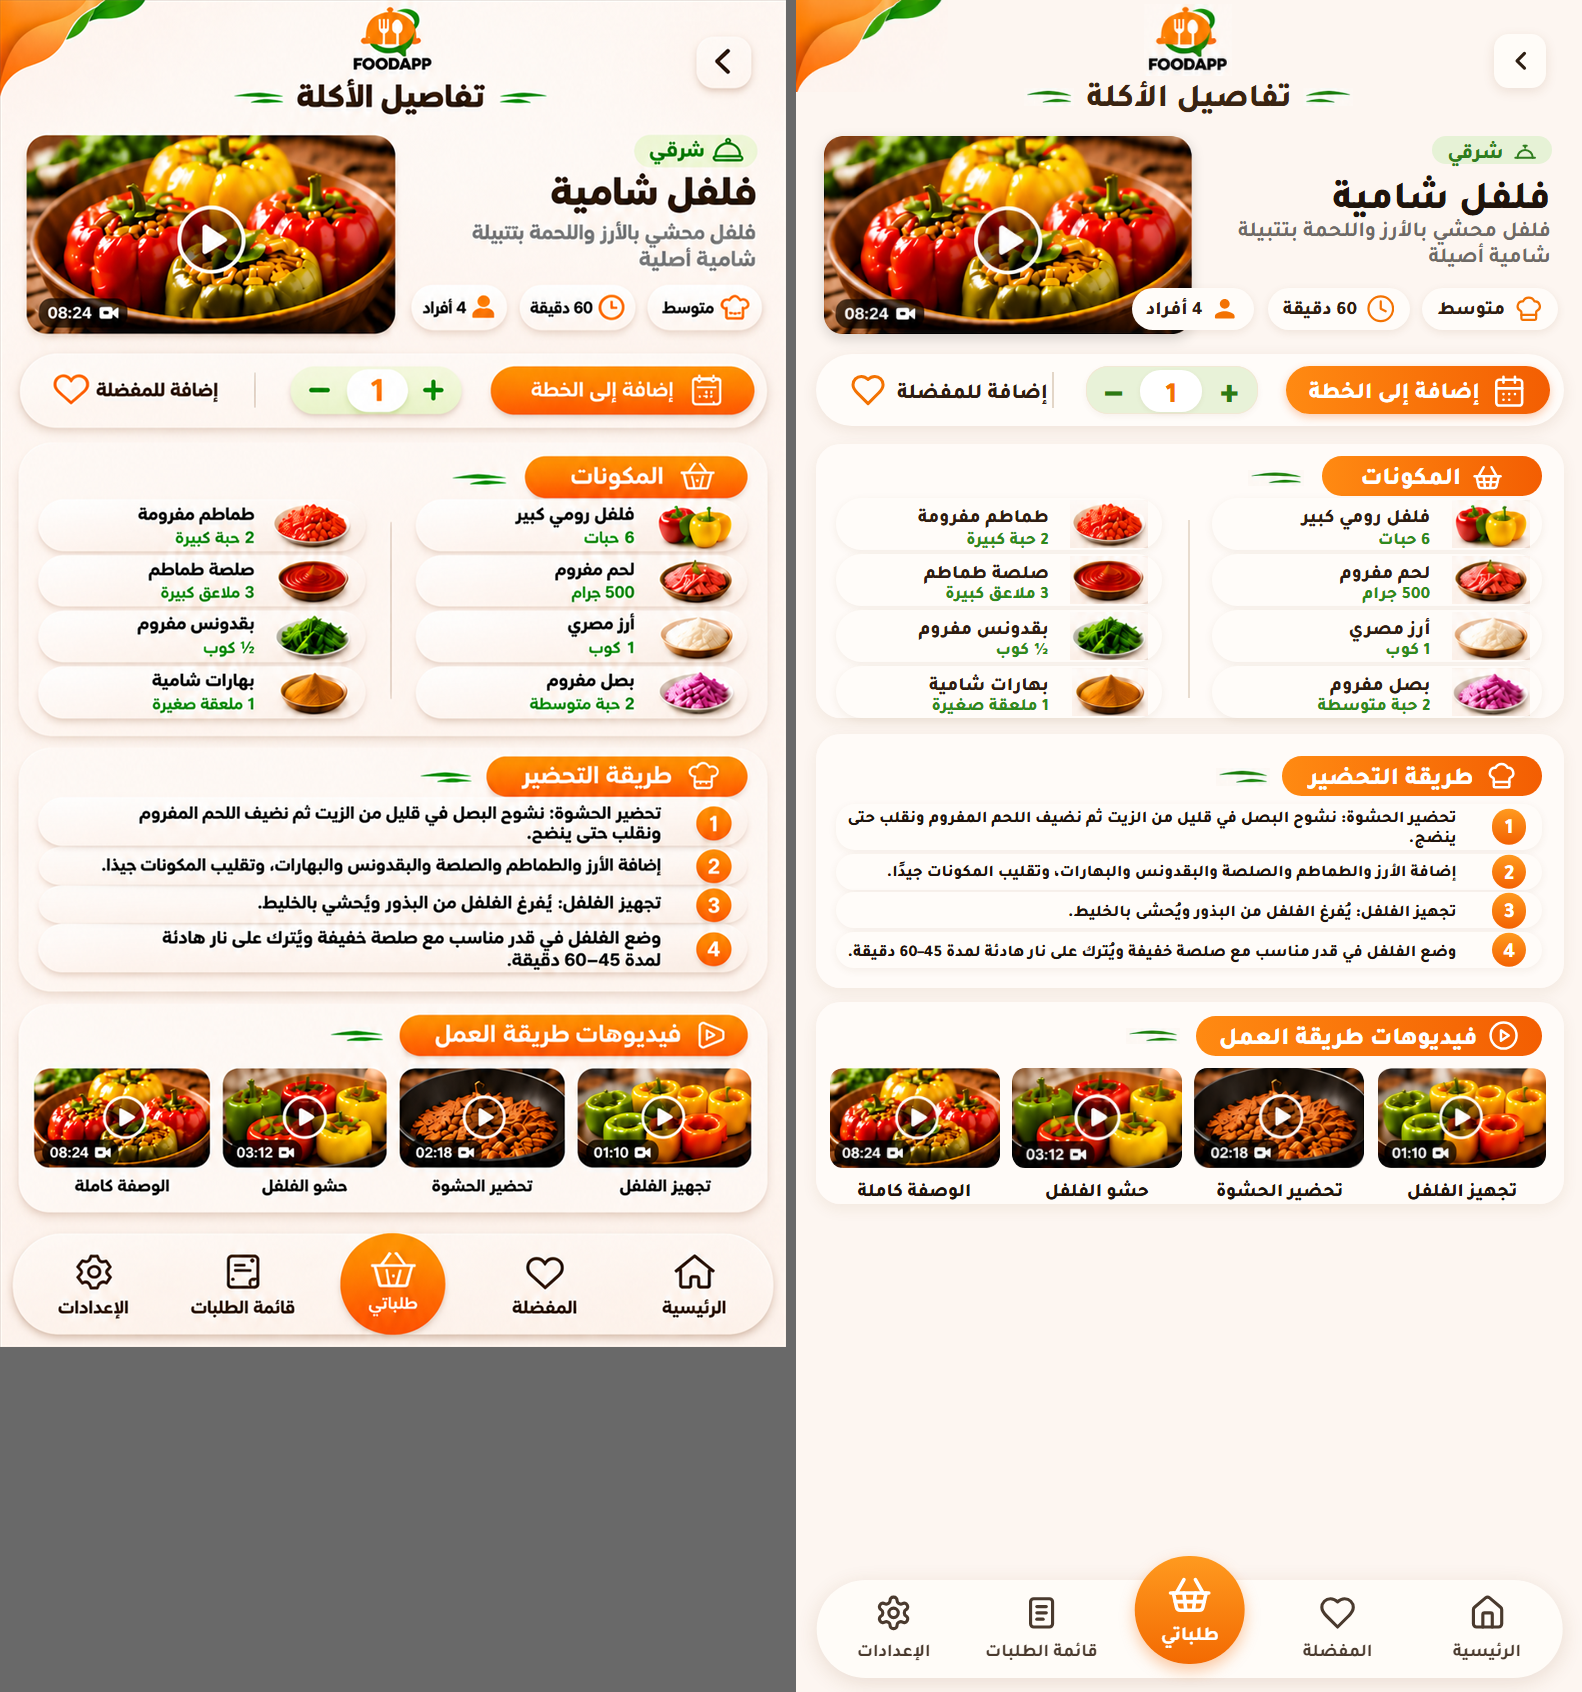 FOODAPP
تفاصيل الأكلة
شرقي
فلفل شامية
فلفل محشي بالأرز واللحمة بتتبيلة
شامية أصلية
متوسط
60 دقيقة
4 أفراد
08:24
إضافة إلى الخطة
+ 1 −
إضافة للمفضلة
المكونات
فلفل رومي كبير
6 حبات
طماطم مفرومة
2 حبة كبيرة
لحم مفروم
500 جرام
صلصة طماطم
3 ملاعق كبيرة
أرز مصري
1 كوب
بقدونس مفروم
½ كوب
بصل مفروم
2 حبة متوسطة
بهارات شامية
1 ملعقة صغيرة
طريقة التحضير
1 تحضير الحشوة: نشوح البصل في قليل من الزيت ثم نضيف اللحم المفروم
ونقلب حتى ينضج.
2 إضافة الأرز والطماطم والصلصة والبقدونس والبهارات، وتقليب المكونات جيدًا.
3 تجهيز الفلفل: يُفرغ الفلفل من البذور ويُحشي بالخليط.
4 وضع الفلفل في قدر مناسب مع صلصة خفيفة ويُترك على نار هادئة
لمدة 45–60 دقيقة.
فيديوهات طريقة العمل
01:10
02:18
03:12
08:24
تجهيز الفلفل
تحضير الحشوة
حشو الفلفل
الوصفة كاملة
الرئيسية
المفضلة
طلباتي
قائمة الطلبات
الإعدادات
FOODAPP
تفاصيل الأكلة
شرقي
فلفل شامية
فلفل محشي بالأرز واللحمة بتتبيلة
شامية أصيلة
متوسط
60 دقيقة
4 أفراد
08:24
إضافة إلى الخطة
+ 1 −
إضافة للمفضلة
المكونات
فلفل رومي كبير
6 حبات
طماطم مفرومة
2 حبة كبيرة
لحم مفروم
500 جرام
صلصة طماطم
3 ملاعق كبيرة
أرز مصري
1 كوب
بقدونس مفروم
½ كوب
بصل مفروم
2 حبة متوسطة
بهارات شامية
1 ملعقة صغيرة
طريقة التحضير
1 تحضير الحشوة: نشوح البصل في قليل من الزيت ثم نضيف اللحم المفروم ونقلب حتى
ينضج.
2 إضافة الأرز والطماطم والصلصة والبقدونس والبهارات، وتقليب المكونات جيدًا.
3 تجهيز الفلفل: يُفرغ الفلفل من البذور ويُحشى بالخليط.
4 وضع الفلفل في قدر مناسب مع صلصة خفيفة ويُترك على نار هادئة لمدة 45–60 دقيقة.
فيديوهات طريقة العمل
01:10
02:18
03:12
08:24
تجهيز الفلفل
تحضير الحشوة
حشو الفلفل
الوصفة كاملة
الرئيسية
المفضلة
طلباتي
قائمة الطلبات
الإعدادات